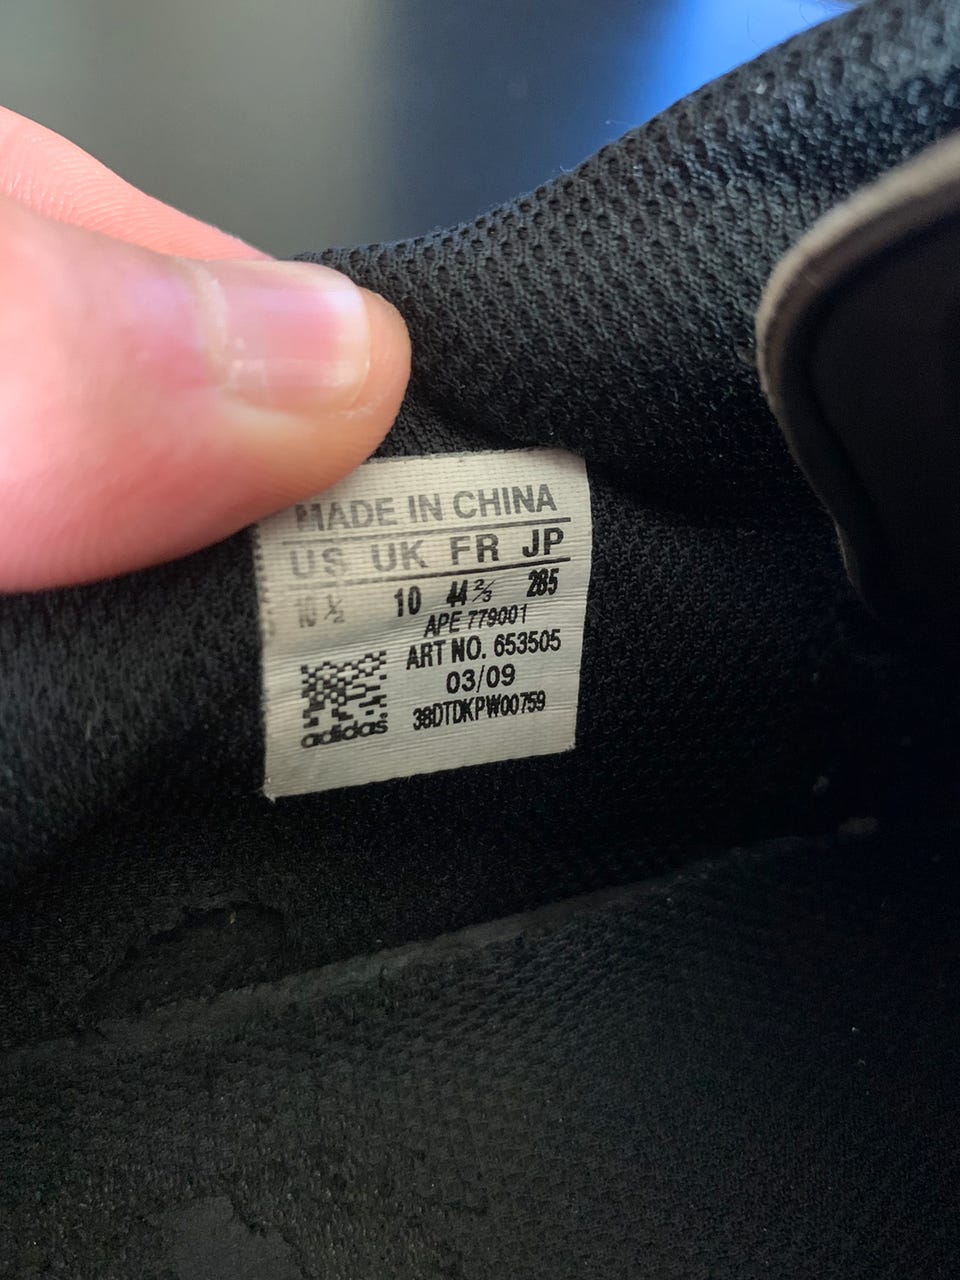 MADE IN CHINA
US UK FR JP
10 ½ 10 44 ⅔ 285
APE 779001
ART NO. 653505
03/09
38DTDKPW00759
adidas